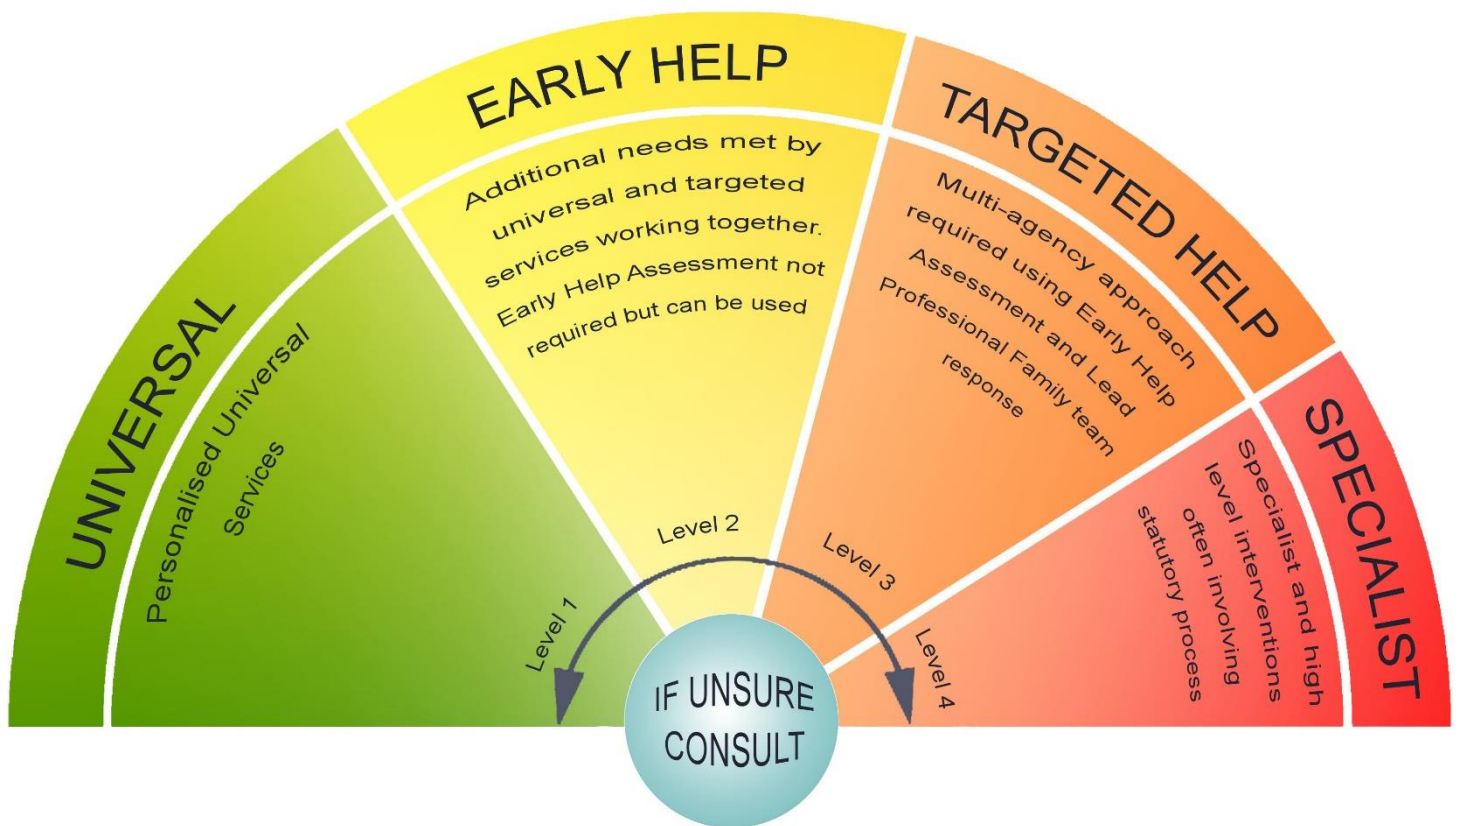 UNIVERSAL
Personalised Universal
Services
Level 1
EARLY HELP
Additional needs met by
universal and targeted
services working together.
Early Help Assessment not
required but can be used
Level 2
TARGETED HELP
Multi-agency approach
required using Early Help
Assessment and Lead
Professional Family team
response
Level 3
SPECIALIST
Specialist and high
level interventions
often involving
statutory process
Level 4
IF UNSURE
CONSULT